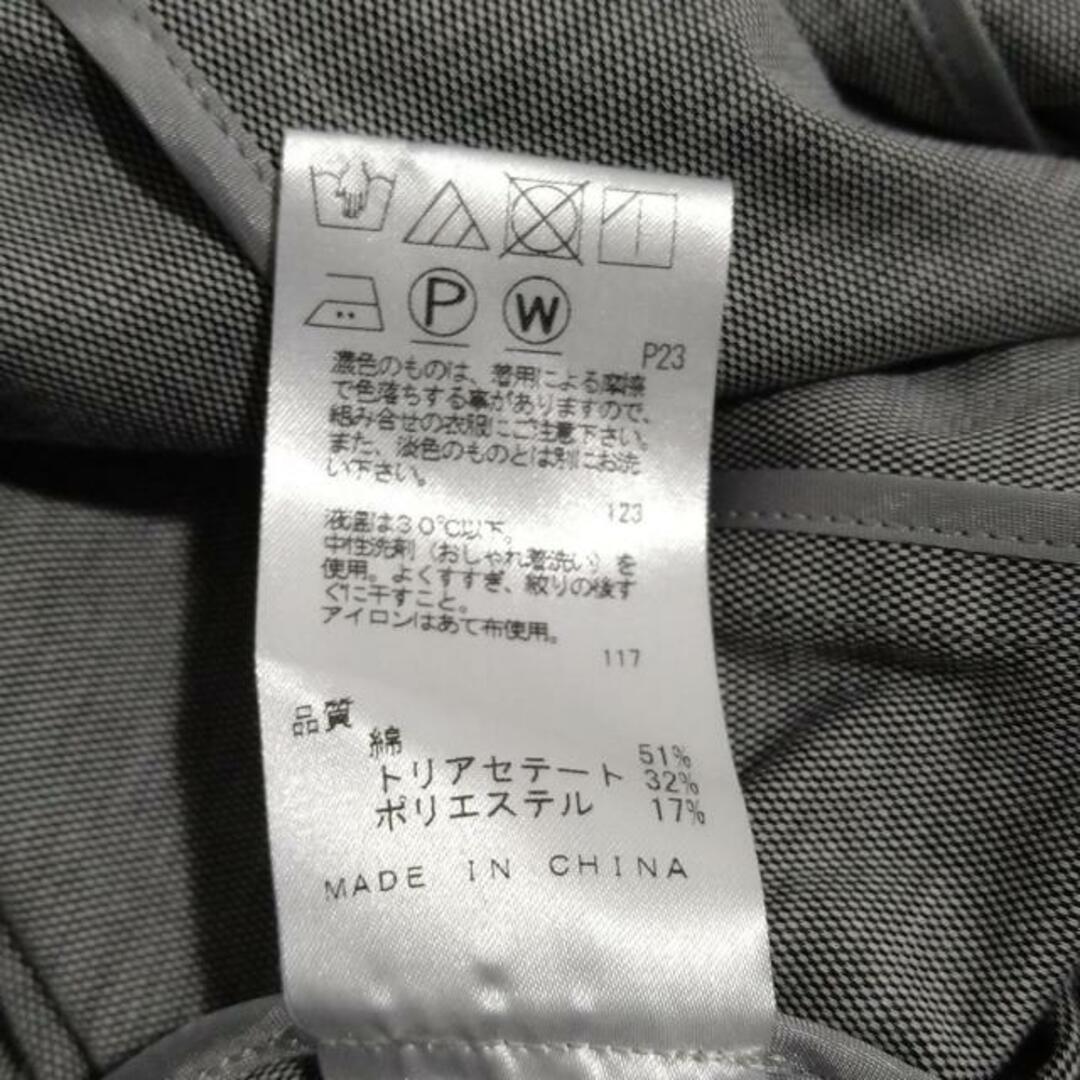 P W
P23
濃色のものは、着用による摩擦
で色落ちする事がありますので、
組み合せの衣服にご注意下さい。
また、淡色のものとは別にお洗
い下さい。
123
液温は30℃以下。
中性洗剤（おしゃれ着洗い）を
使用。よくすすぎ、絞りの後す
ぐに干すこと。
アイロンはあて布使用。
117
品質
綿 51%
トリアセテート 32%
ポリエステル 17%
MADE IN CHINA